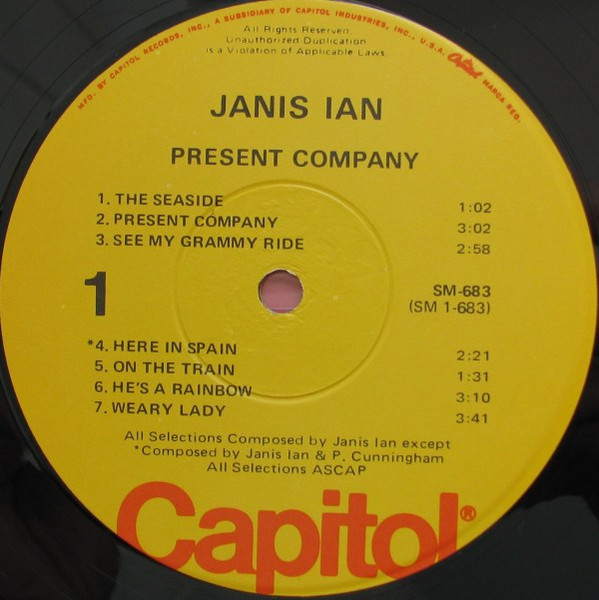 MFD. BY CAPITOL RECORDS, INC., A SUBSIDIARY OF CAPITOL INDUSTRIES, INC., U.S.A. Capitol MARCA REG.
All Rights Reserved.
Unauthorized Duplication
is a Violation of Applicable Laws.
JANIS IAN
PRESENT COMPANY
1. THE SEASIDE 1:02
2. PRESENT COMPANY 3:02
3. SEE MY GRAMMY RIDE 2:58
1
SM-683
(SM 1-683)
*4. HERE IN SPAIN 2:21
5. ON THE TRAIN 1:31
6. HE'S A RAINBOW 3:10
7. WEARY LADY 3:41
All Selections Composed by Janis Ian except
*Composed by Janis Ian & P. Cunningham
All Selections ASCAP
Capitol®